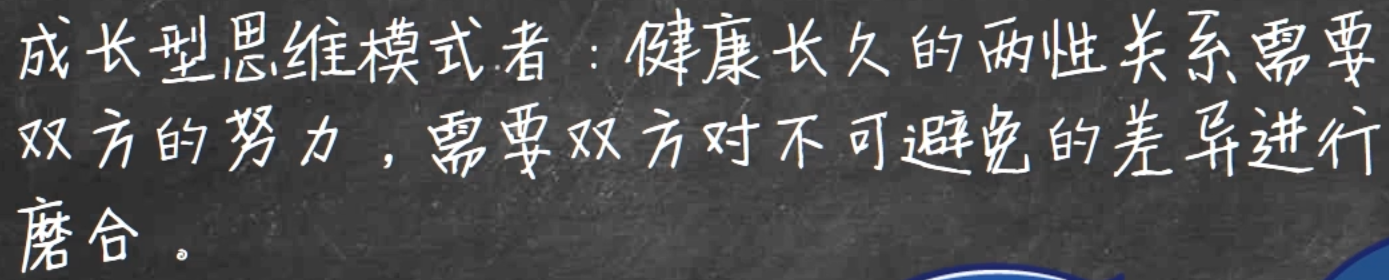 成长型思维模式者：健康长久的两性关系需要
双方的努力，需要双方对不可避免的差异进行
磨合。